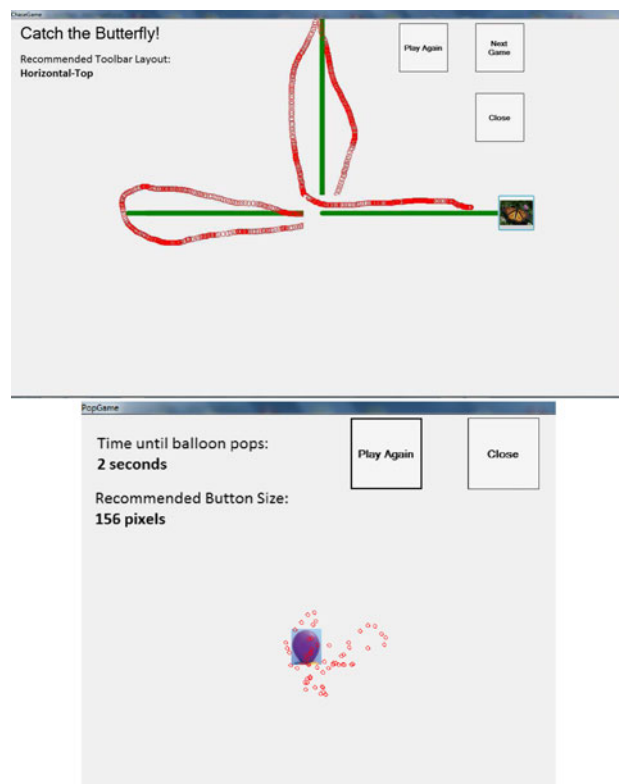 ChaseGame
Catch the Butterfly!
Play Again
Next
Game
Recommended Toolbar Layout:
Horizontal-Top
Close
PopGame
Time until balloon pops:
2 seconds
Play Again
Close
Recommended Button Size:
156 pixels